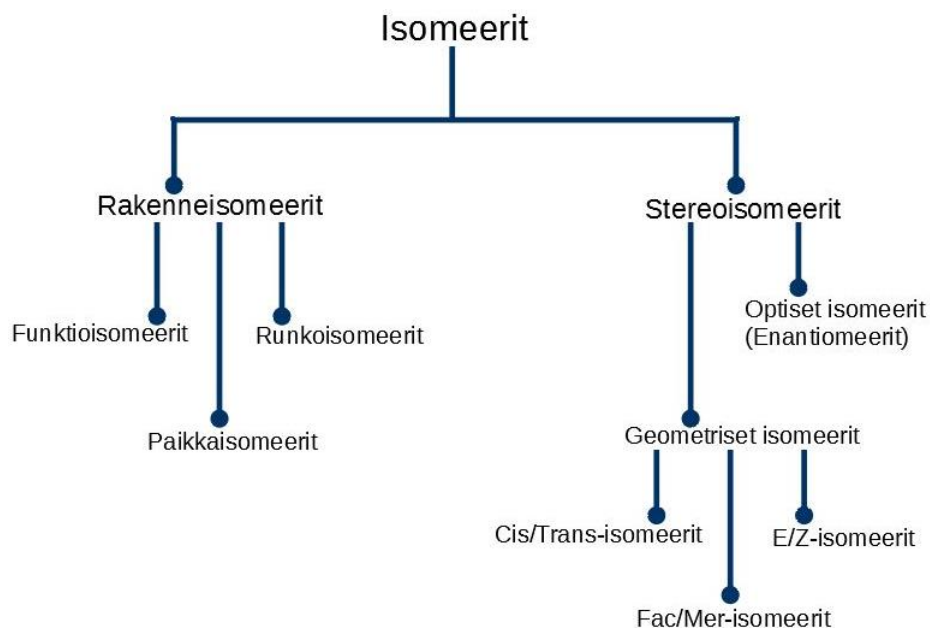 Isomeerit
Rakenneisomeerit
Stereoisomeerit
Funktioisomeerit
Runkoisomeerit
Optiset isomeerit
(Enantiomeerit)
Paikkaisomeerit
Geometriset isomeerit
Cis/Trans-isomeerit
E/Z-isomeerit
Fac/Mer-isomeerit